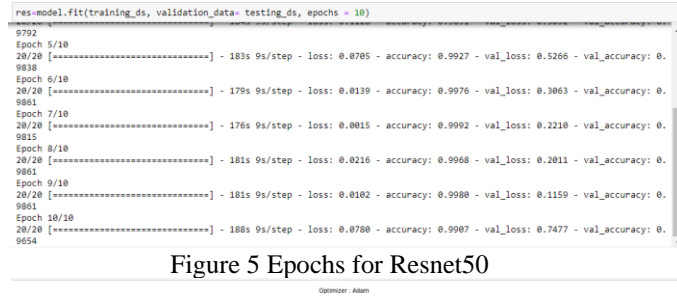 res=model.fit(training_ds, validation_data= testing_ds, epochs = 10)
9792
Epoch 5/10
20/20 [==============================] - 183s 9s/step - loss: 0.0705 - accuracy: 0.9927 - val_loss: 0.5266 - val_accuracy: 0.
9838
Epoch 6/10
20/20 [==============================] - 179s 9s/step - loss: 0.0139 - accuracy: 0.9976 - val_loss: 0.3063 - val_accuracy: 0.
9861
Epoch 7/10
20/20 [==============================] - 176s 9s/step - loss: 0.0015 - accuracy: 0.9992 - val_loss: 0.2210 - val_accuracy: 0.
9815
Epoch 8/10
20/20 [==============================] - 181s 9s/step - loss: 0.0216 - accuracy: 0.9968 - val_loss: 0.2011 - val_accuracy: 0.
9861
Epoch 9/10
20/20 [==============================] - 181s 9s/step - loss: 0.0102 - accuracy: 0.9980 - val_loss: 0.1159 - val_accuracy: 0.
9861
Epoch 10/10
20/20 [==============================] - 188s 9s/step - loss: 0.0780 - accuracy: 0.9907 - val_loss: 0.7477 - val_accuracy: 0.
9654
Figure 5 Epochs for Resnet50
Optimizer : Adam